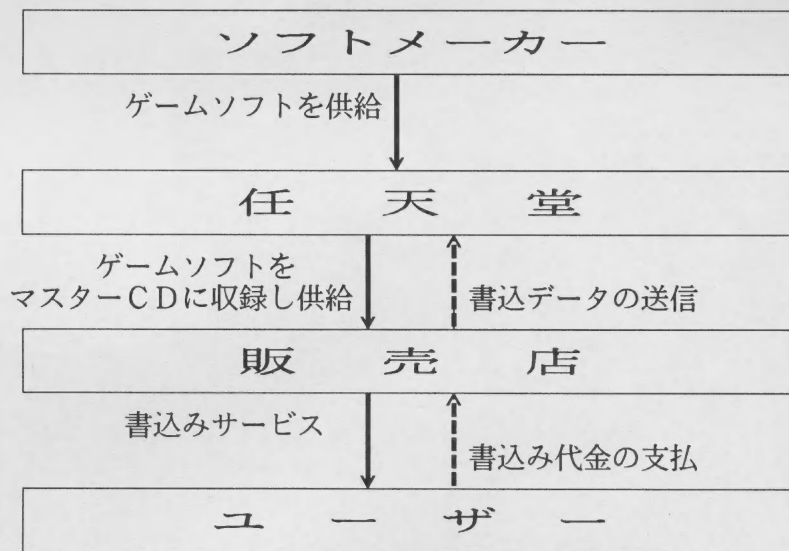 ソフトメーカー
ゲームソフトを供給
任天堂
ゲームソフトを
マスターCDに収録し供給
書込データの送信
販売店
書込みサービス
書込み代金の支払
ユーザー